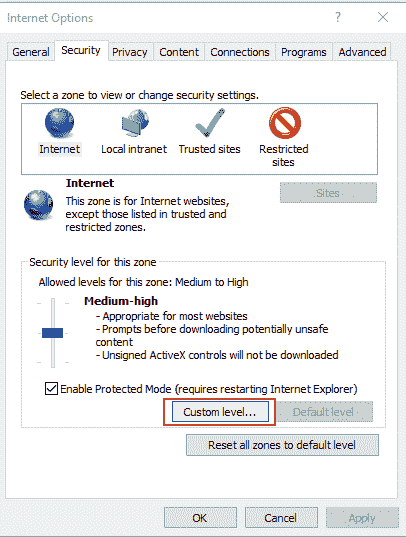 Internet Options
? ×
General Security Privacy Content Connections Programs Advanced
Select a zone to view or change security settings.
Internet Local intranet Trusted sites Restricted
sites
Internet
Sites
This zone is for Internet websites,
except those listed in trusted and
restricted zones.
Security level for this zone
Allowed levels for this zone: Medium to High
Medium-high
- Appropriate for most websites
- Prompts before downloading potentially unsafe
content
- Unsigned ActiveX controls will not be downloaded
Enable Protected Mode (requires restarting Internet Explorer)
Custom level... Default level
Reset all zones to default level
OK Cancel Apply